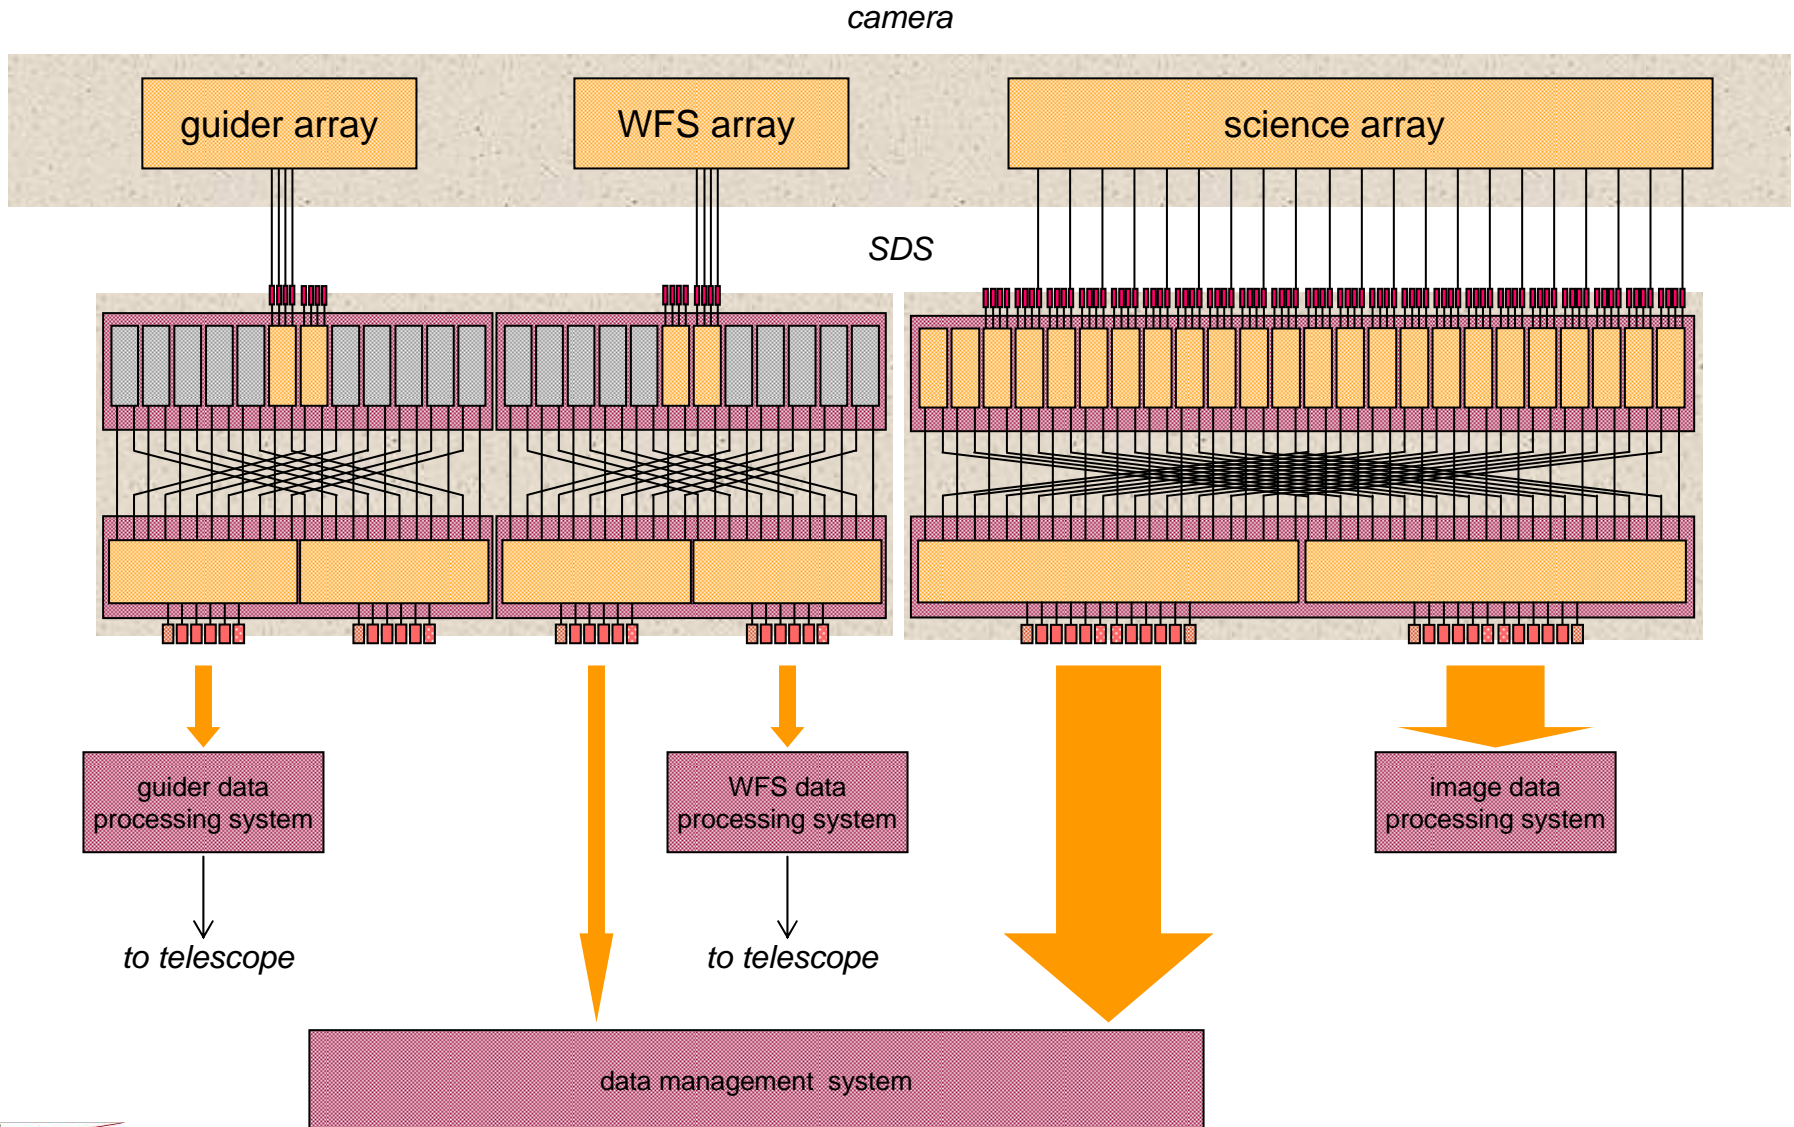 camera
guider array
WFS array
science array
SDS
guider data
processing system
WFS data
processing system
image data
processing system
to telescope
to telescope
data management  system